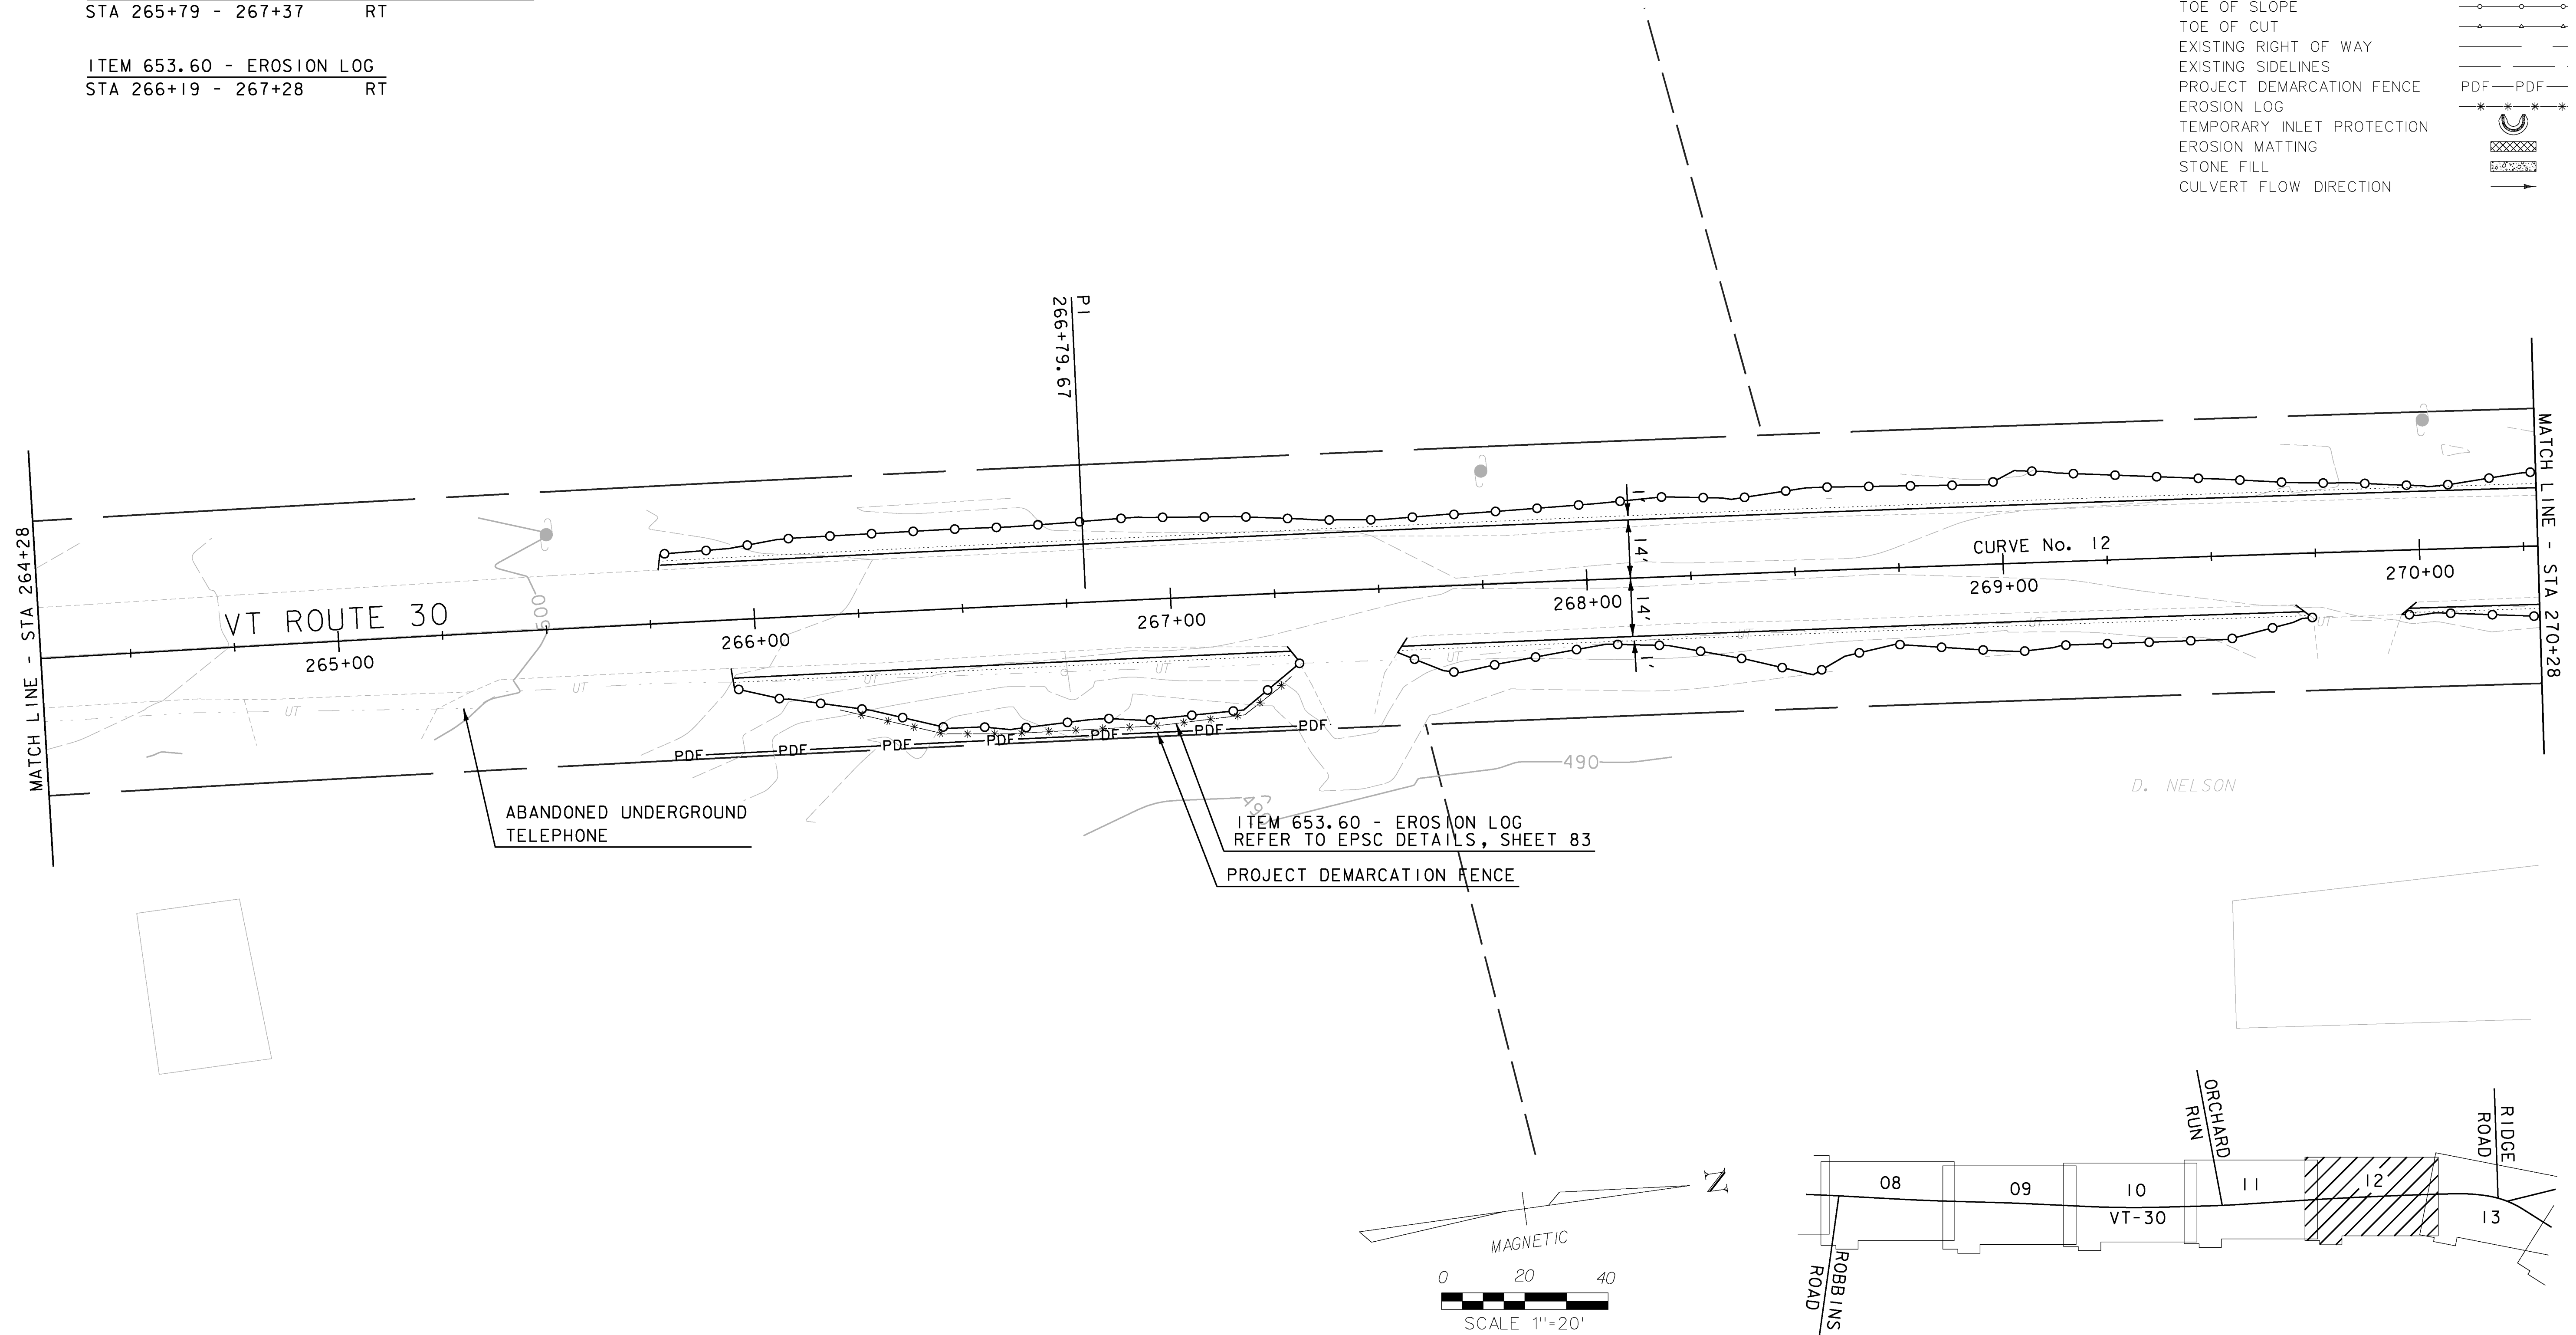 STA 265+79 - 267+37 RT
ITEM 653.60 - EROSION LOG
STA 266+19 - 267+28 RT
TOE OF SLOPE
TOE OF CUT
EXISTING RIGHT OF WAY
EXISTING SIDELINES
PROJECT DEMARCATION FENCE PDF PDF
EROSION LOG
TEMPORARY INLET PROTECTION
EROSION MATTING
STONE FILL
CULVERT FLOW DIRECTION
PI
266+79.67
MATCH LINE - STA 264+28
MATCH LINE - STA 270+28
VT ROUTE 30
CURVE No. 12
265+00
266+00
267+00
268+00
269+00
270+00
1'
14'
14'
1'
500
UT
UT
UT
UT
UT
UT
UT
UT
PDF
PDF
PDF
PDF
PDF
PDF
PDF
490
490
D. NELSON
ABANDONED UNDERGROUND
TELEPHONE
ITEM 653.60 - EROSION LOG
REFER TO EPSC DETAILS, SHEET 83
PROJECT DEMARCATION FENCE
N
MAGNETIC
0 20 40
SCALE 1"=20'
ORCHARD
RUN
RIDGE
ROAD
08
09
10
11
12
13
VT-30
ROBBINS
ROAD